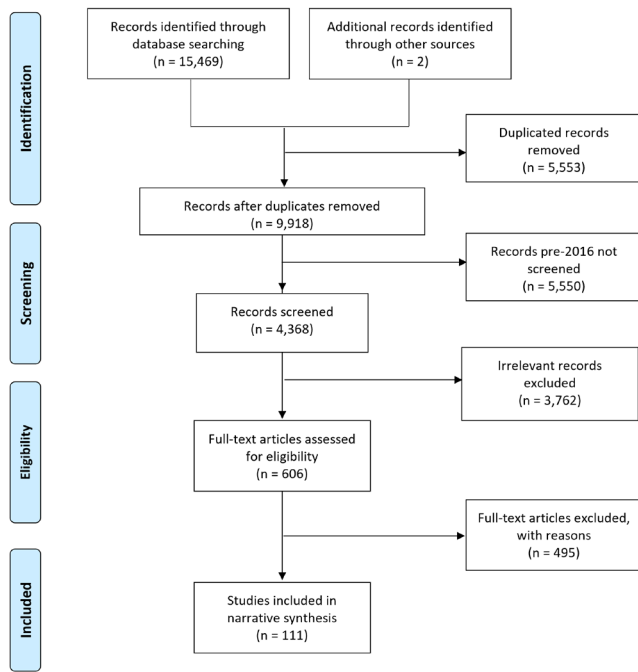 Identification
Records identified through
database searching
(n = 15,469)
Additional records identified
through other sources
(n = 2)
Duplicated records
removed
(n = 5,553)
Records after duplicates removed
(n = 9,918)
Screening
Records pre-2016 not
screened
(n = 5,550)
Records screened
(n = 4,368)
Irrelevant records
excluded
(n = 3,762)
Eligibility
Full-text articles assessed
for eligibility
(n = 606)
Full-text articles excluded,
with reasons
(n = 495)
Included
Studies included in
narrative synthesis
(n = 111)